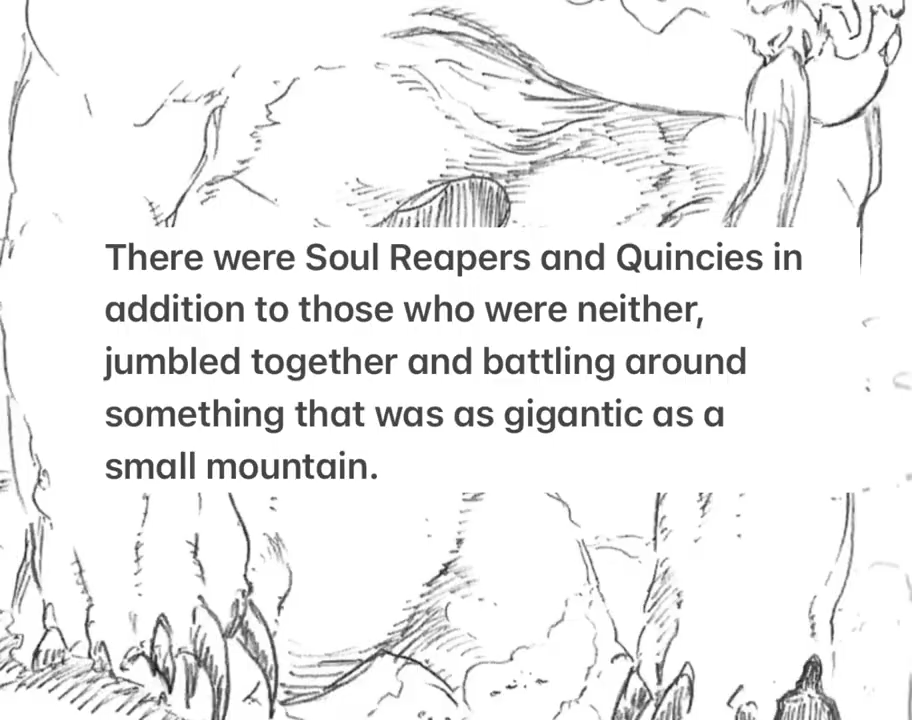 There were Soul Reapers and Quincies in
addition to those who were neither,
jumbled together and battling around
something that was as gigantic as a
small mountain.